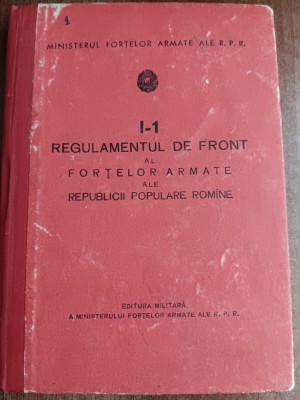 MINISTERUL FORȚELOR ARMATE ALE R. P. R.
I-1
REGULAMENTUL DE FRONT
AL
FORȚELOR ARMATE
ALE
REPUBLICII POPULARE ROMÎNE
EDITURA MILITARĂ
A MINISTERULUI FORȚELOR ARMATE ALE R. P. R.